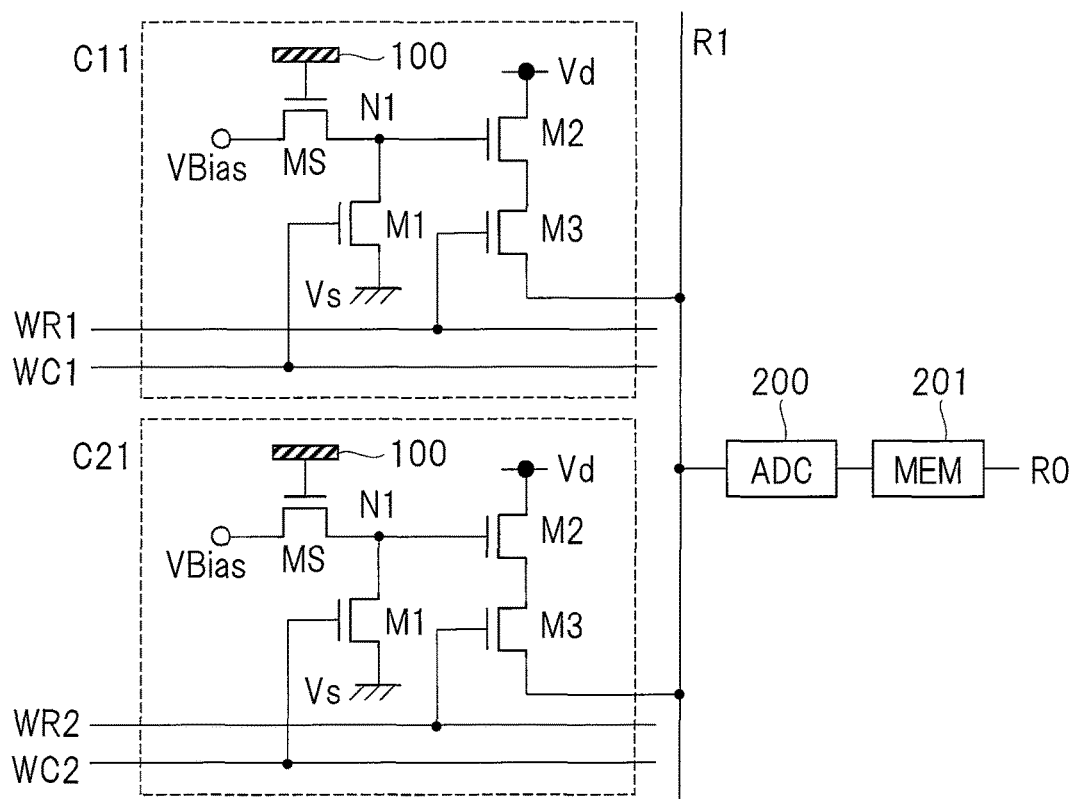 C11
100
R1
N1
Vd
M2
VBias
MS
M1
M3
Vs
WR1
WC1
200
201
C21
100
N1
Vd
ADC
MEM
R0
M2
VBias
MS
M1
M3
Vs
WR2
WC2